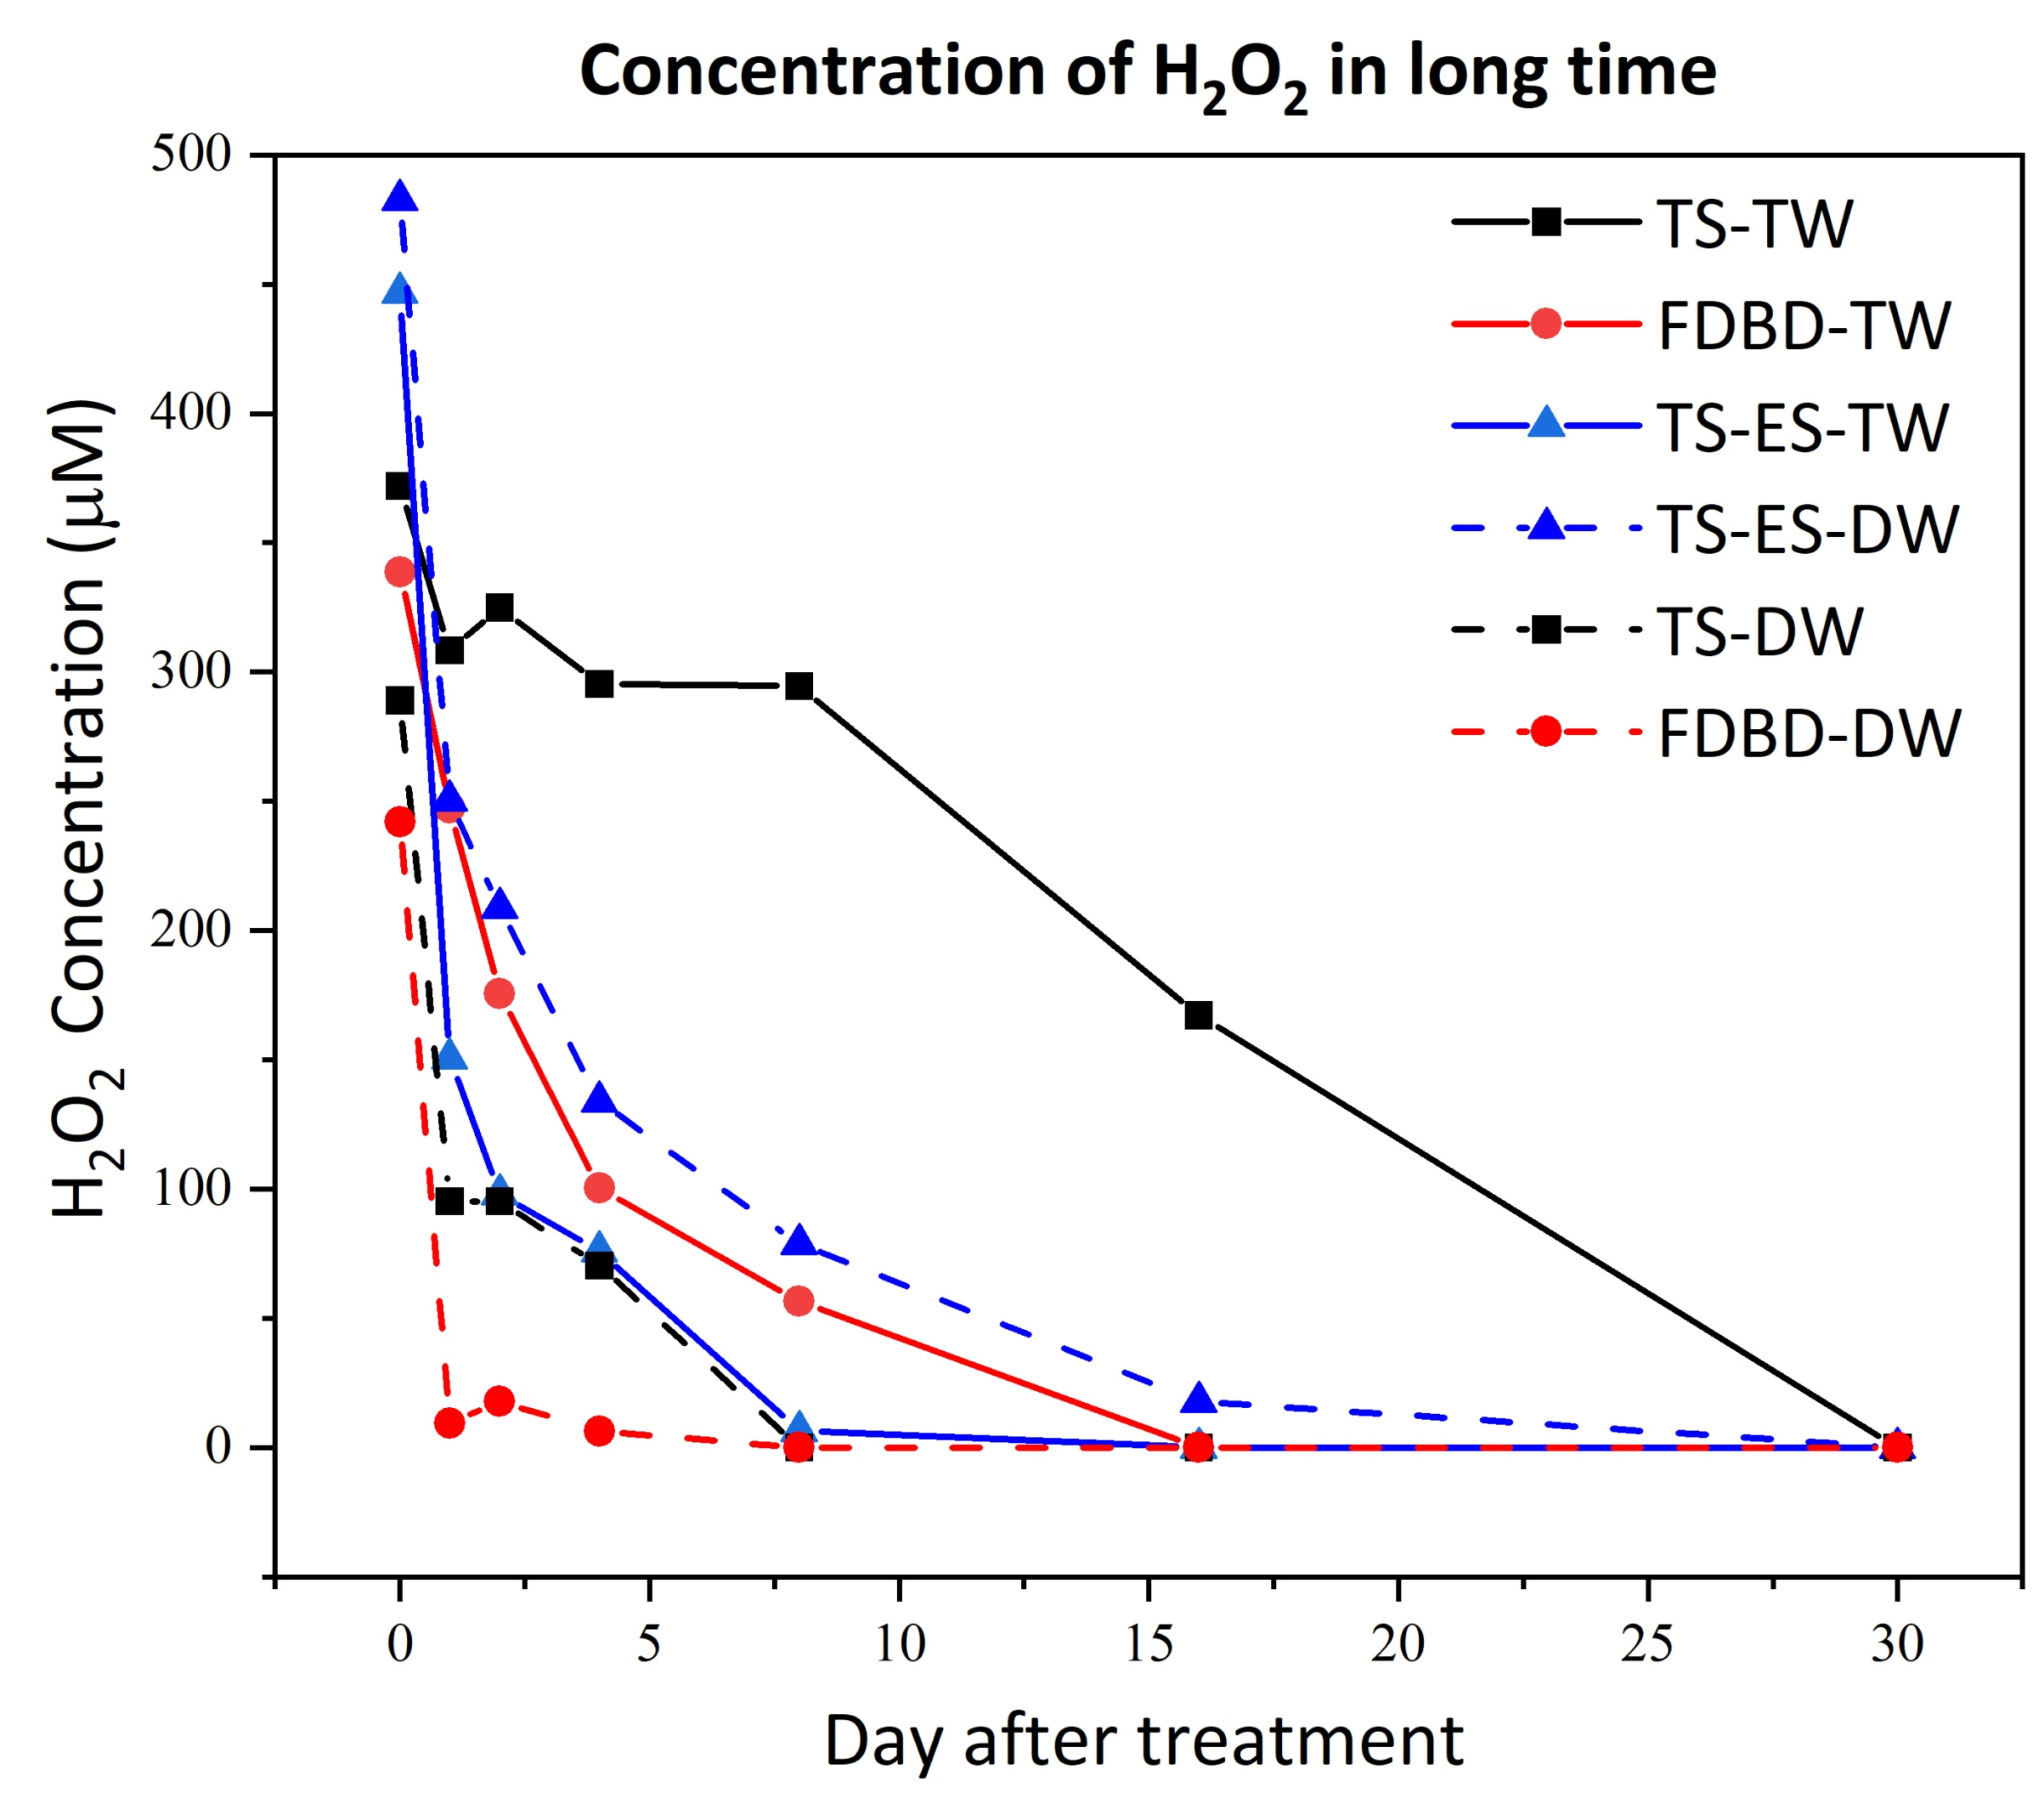 Concentration of H₂O₂ in long time
500
400
300
200
100
0
H₂O₂ Concentration (µM)
TS-TW
FDBD-TW
TS-ES-TW
TS-ES-DW
TS-DW
FDBD-DW
0 5 10 15 20 25 30
Day after treatment